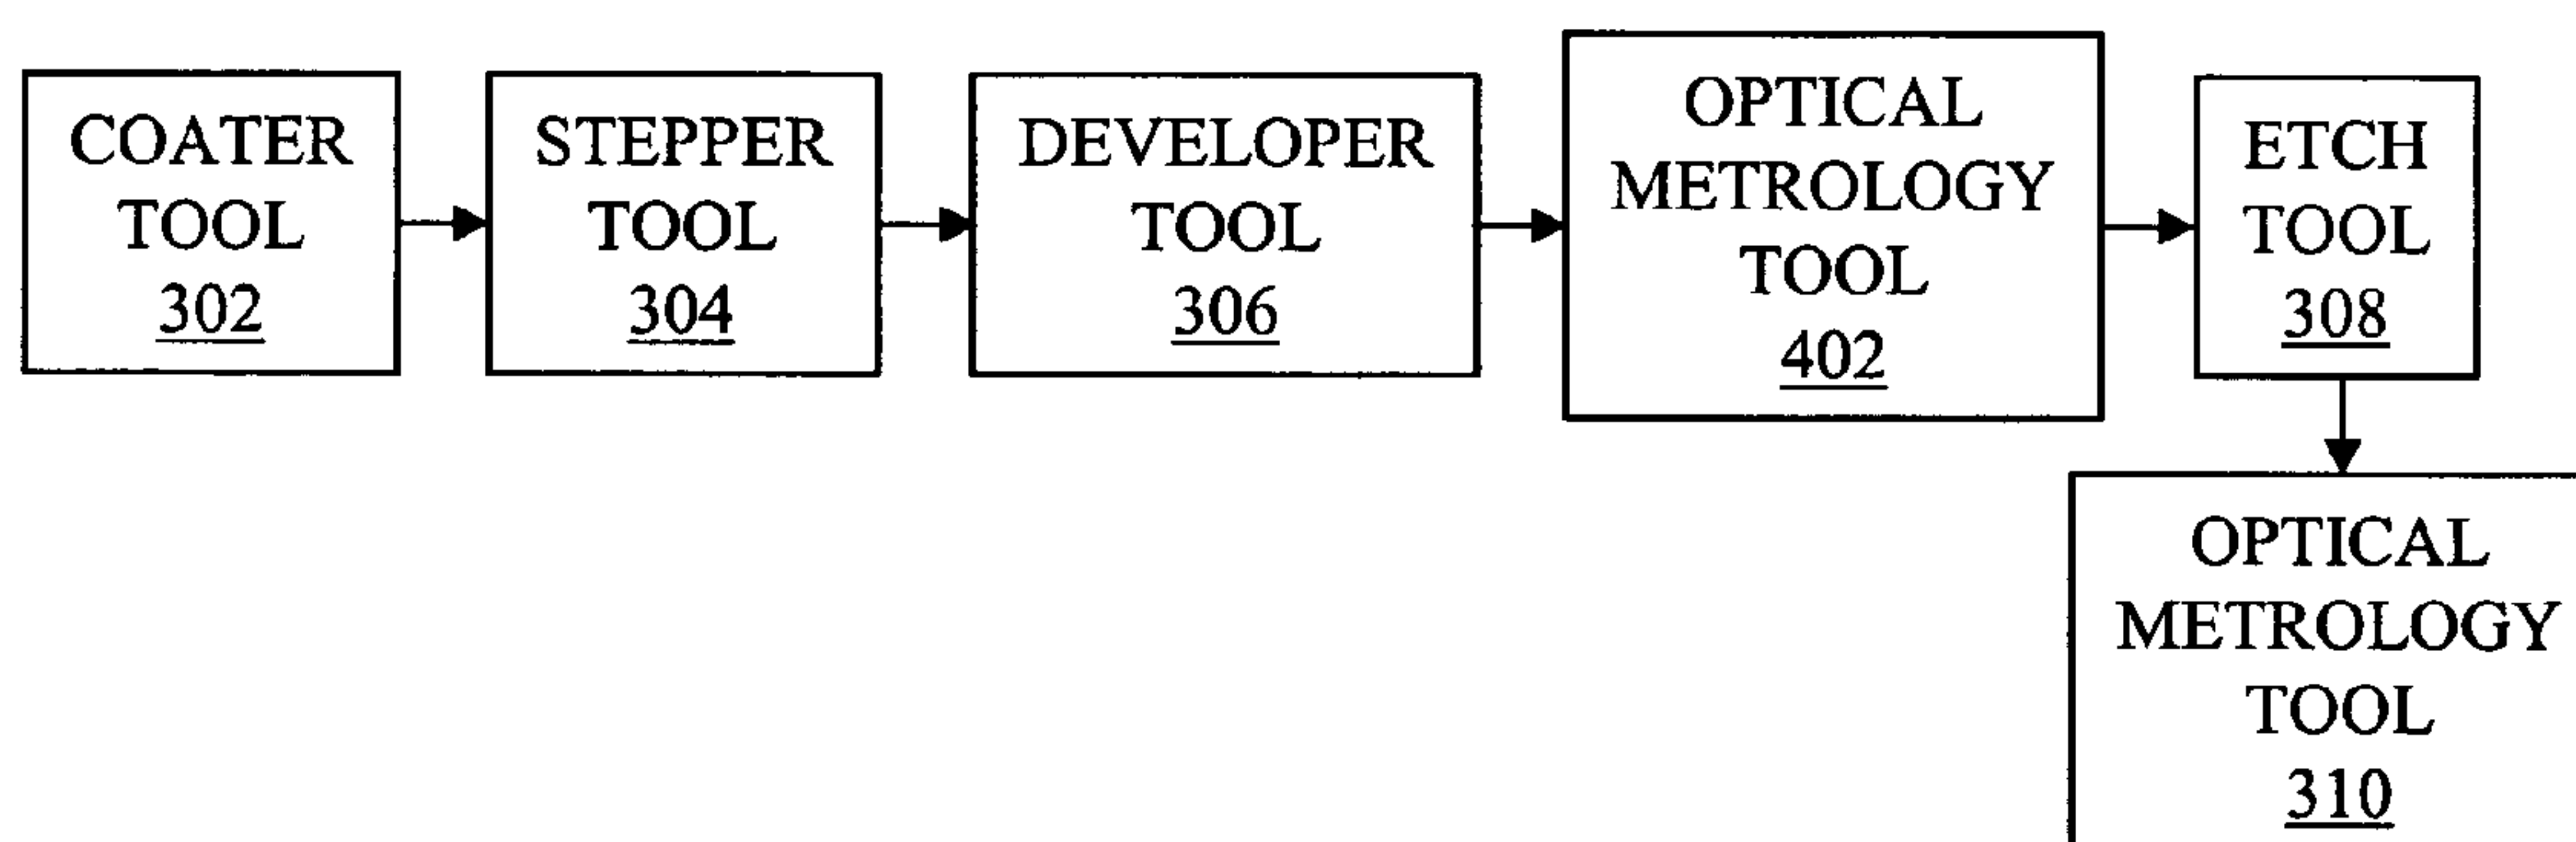 COATER
TOOL
302
STEPPER
TOOL
304
DEVELOPER
TOOL
306
OPTICAL
METROLOGY
TOOL
402
ETCH
TOOL
308
OPTICAL
METROLOGY
TOOL
310